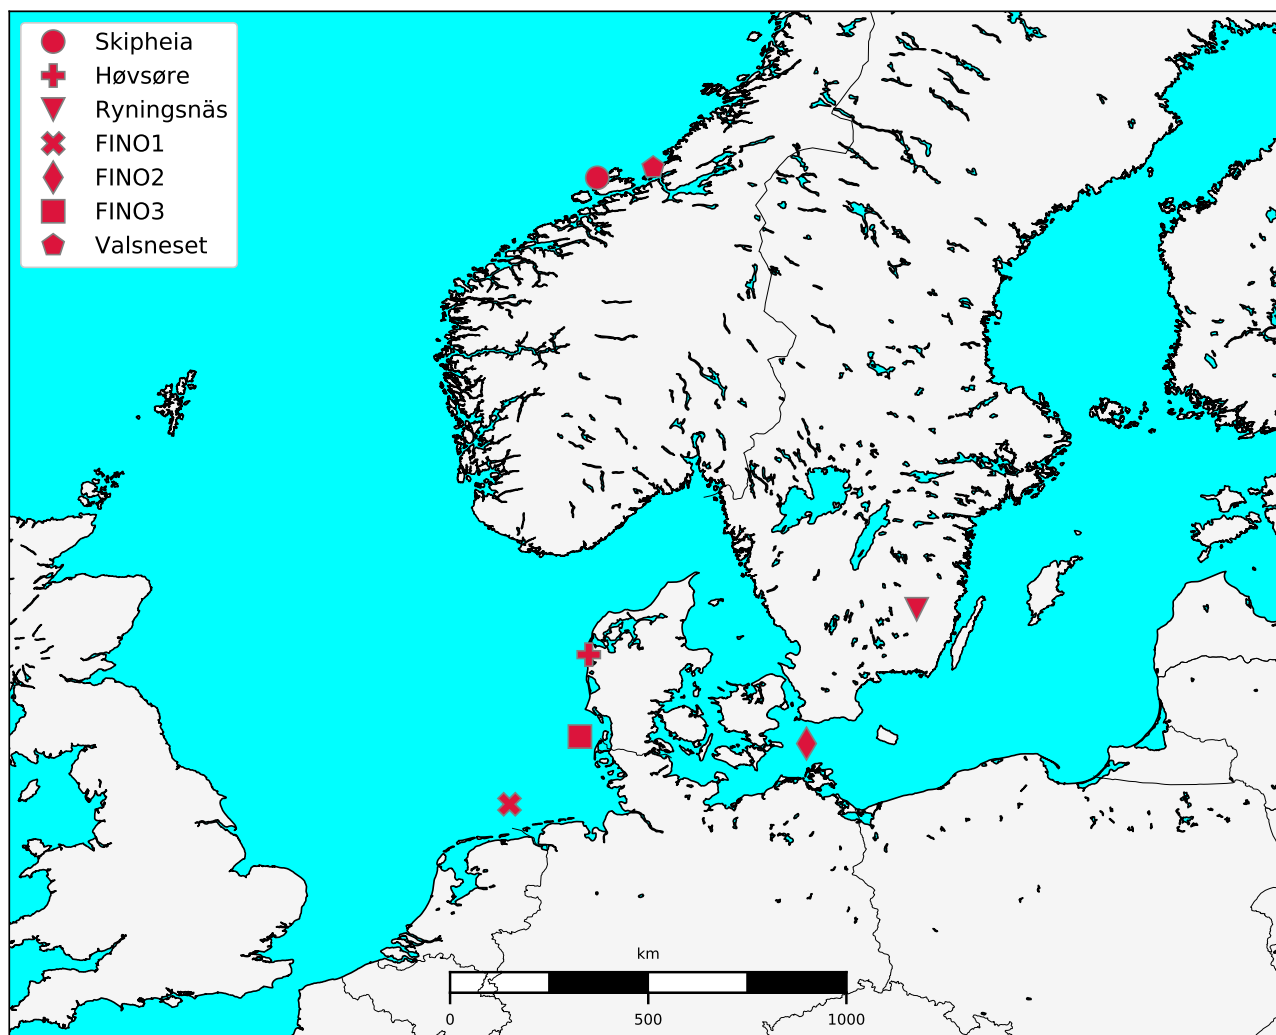 Skipheia
Høvsøre
Ryningsnäs
FINO1
FINO2
FINO3
Valsneset
km
0 500 1000